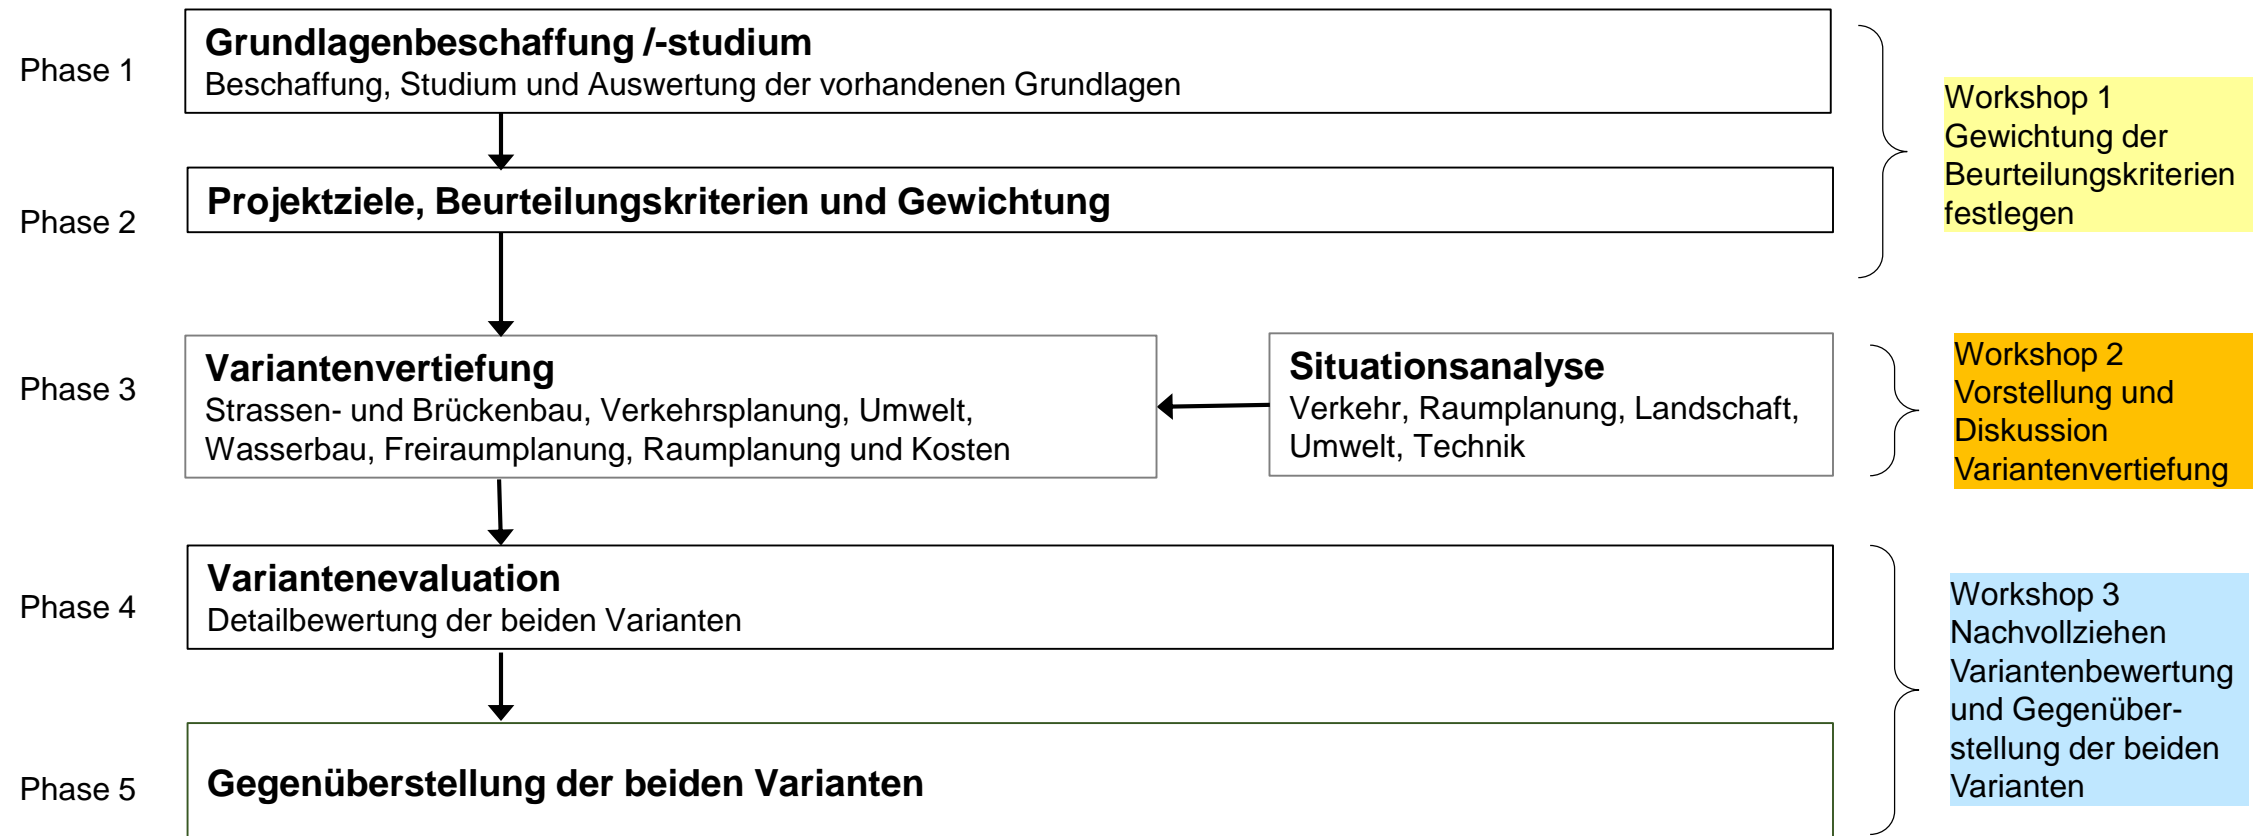 Phase 1
Grundlagenbeschaffung /-studium
Beschaffung, Studium und Auswertung der vorhandenen Grundlagen
Workshop 1
Gewichtung der
Beurteilungskriterien
festlegen
Phase 2
Projektziele, Beurteilungskriterien und Gewichtung
Phase 3
Variantenvertiefung
Strassen- und Brückenbau, Verkehrsplanung, Umwelt,
Wasserbau, Freiraumplanung, Raumplanung und Kosten
Situationsanalyse
Verkehr, Raumplanung, Landschaft,
Umwelt, Technik
Workshop 2
Vorstellung und
Diskussion
Variantenvertiefung
Phase 4
Variantenevaluation
Detailbewertung der beiden Varianten
Workshop 3
Nachvollziehen
Variantenbewertung
und Gegenüber-
stellung der beiden
Varianten
Phase 5
Gegenüberstellung der beiden Varianten